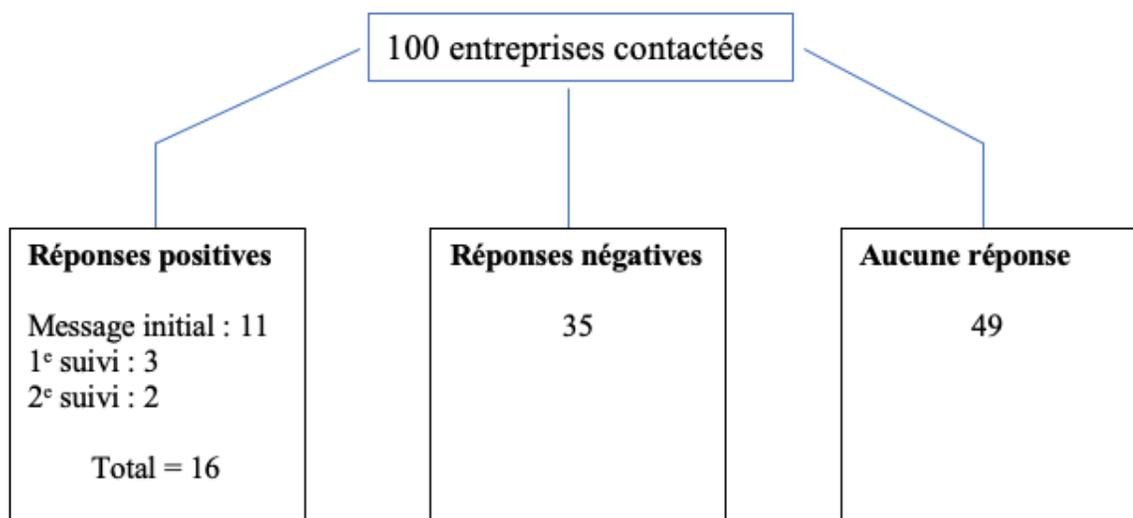 100 entreprises contactées
Réponses positives
Message initial : 11
1ᵉ suivi : 3
2ᵉ suivi : 2
Total = 16
Réponses négatives
35
Aucune réponse
49